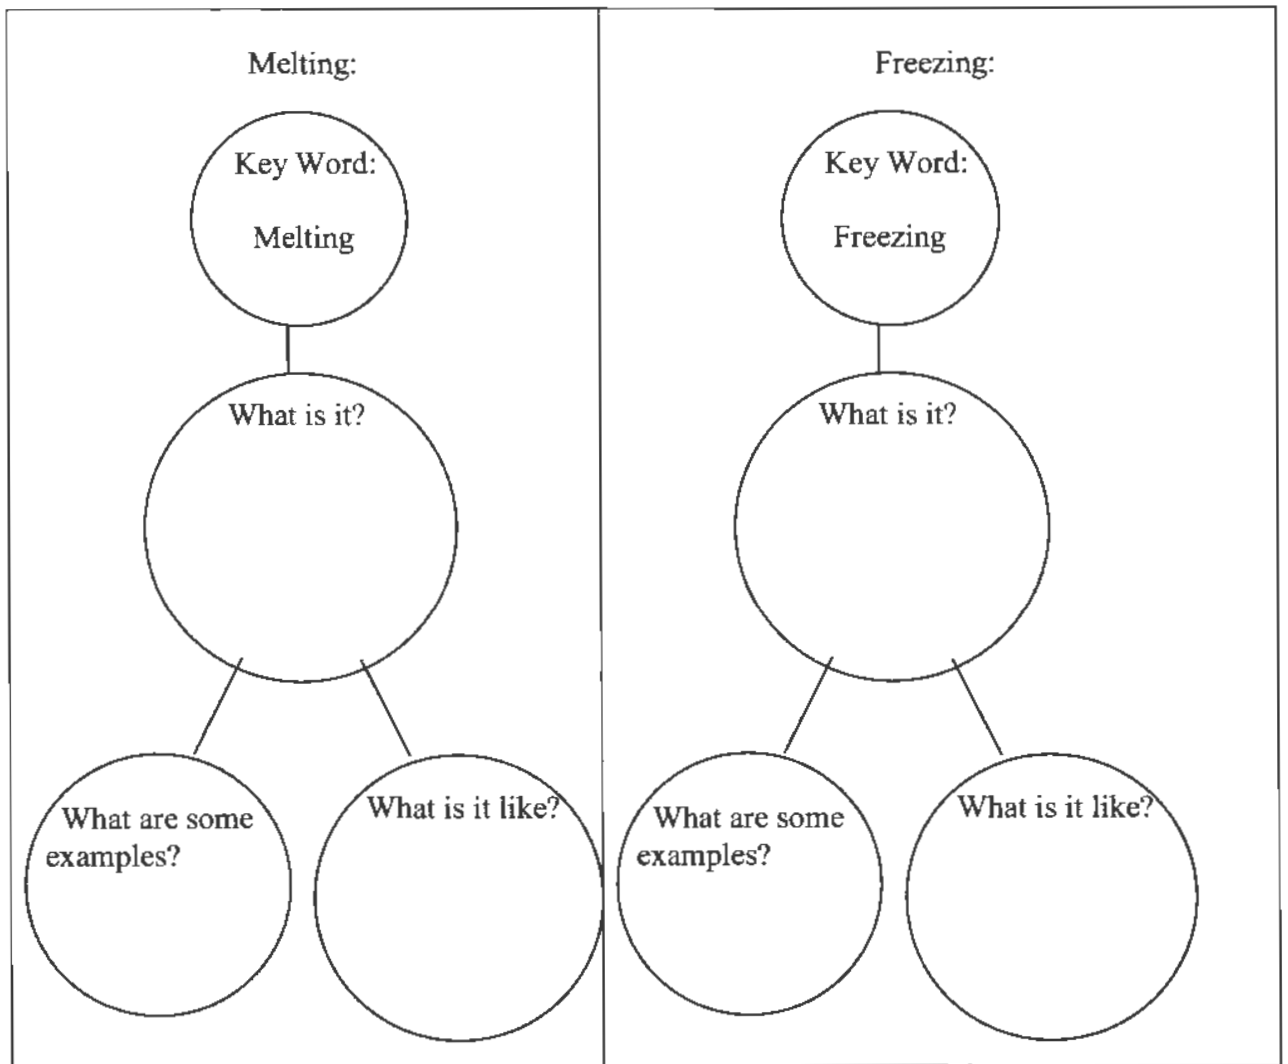 Melting:
Key Word:
Melting
What is it?
What are some
examples?
What is it like?
Freezing:
Key Word:
Freezing
What is it?
What are some
examples?
What is it like?